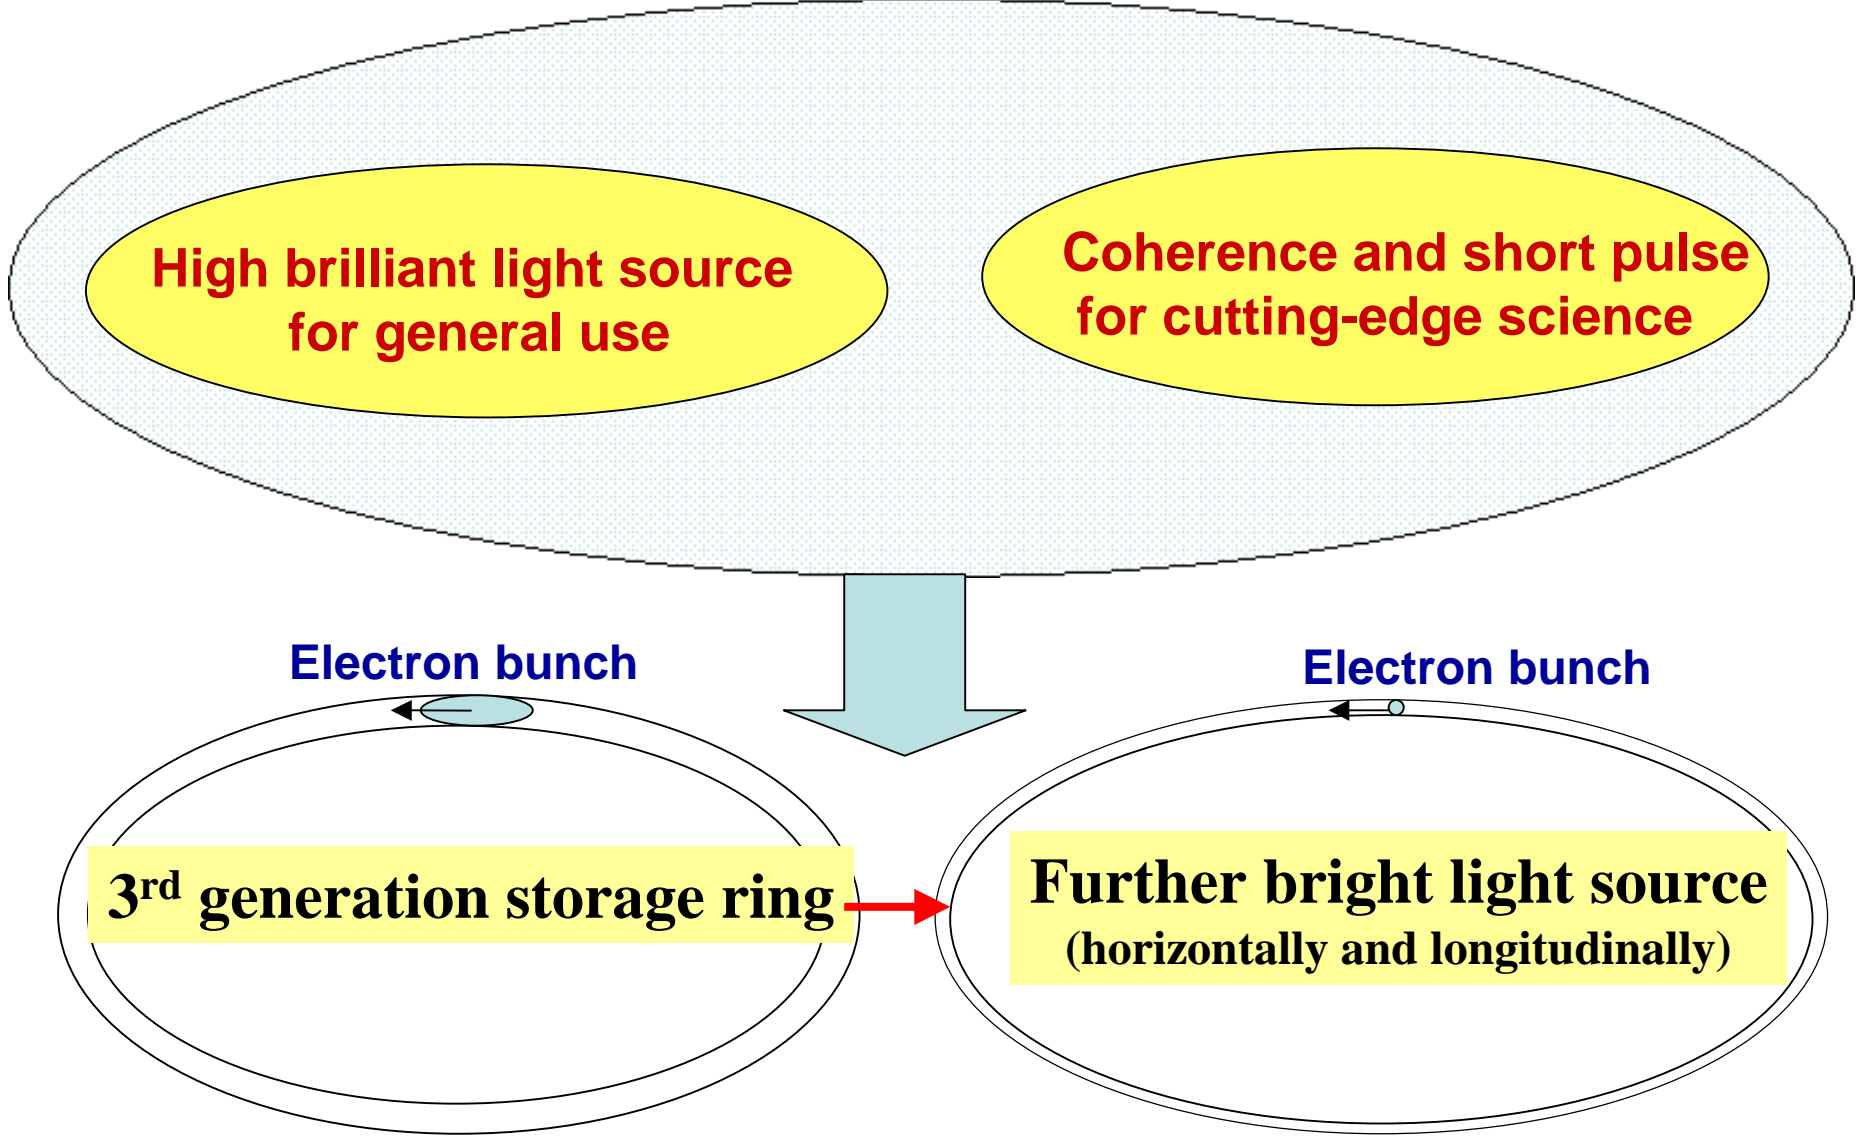 High brilliant light source
for general use
Coherence and short pulse
for cutting-edge science
Electron bunch
Electron bunch
3rd generation storage ring
Further bright light source
(horizontally and longitudinally)